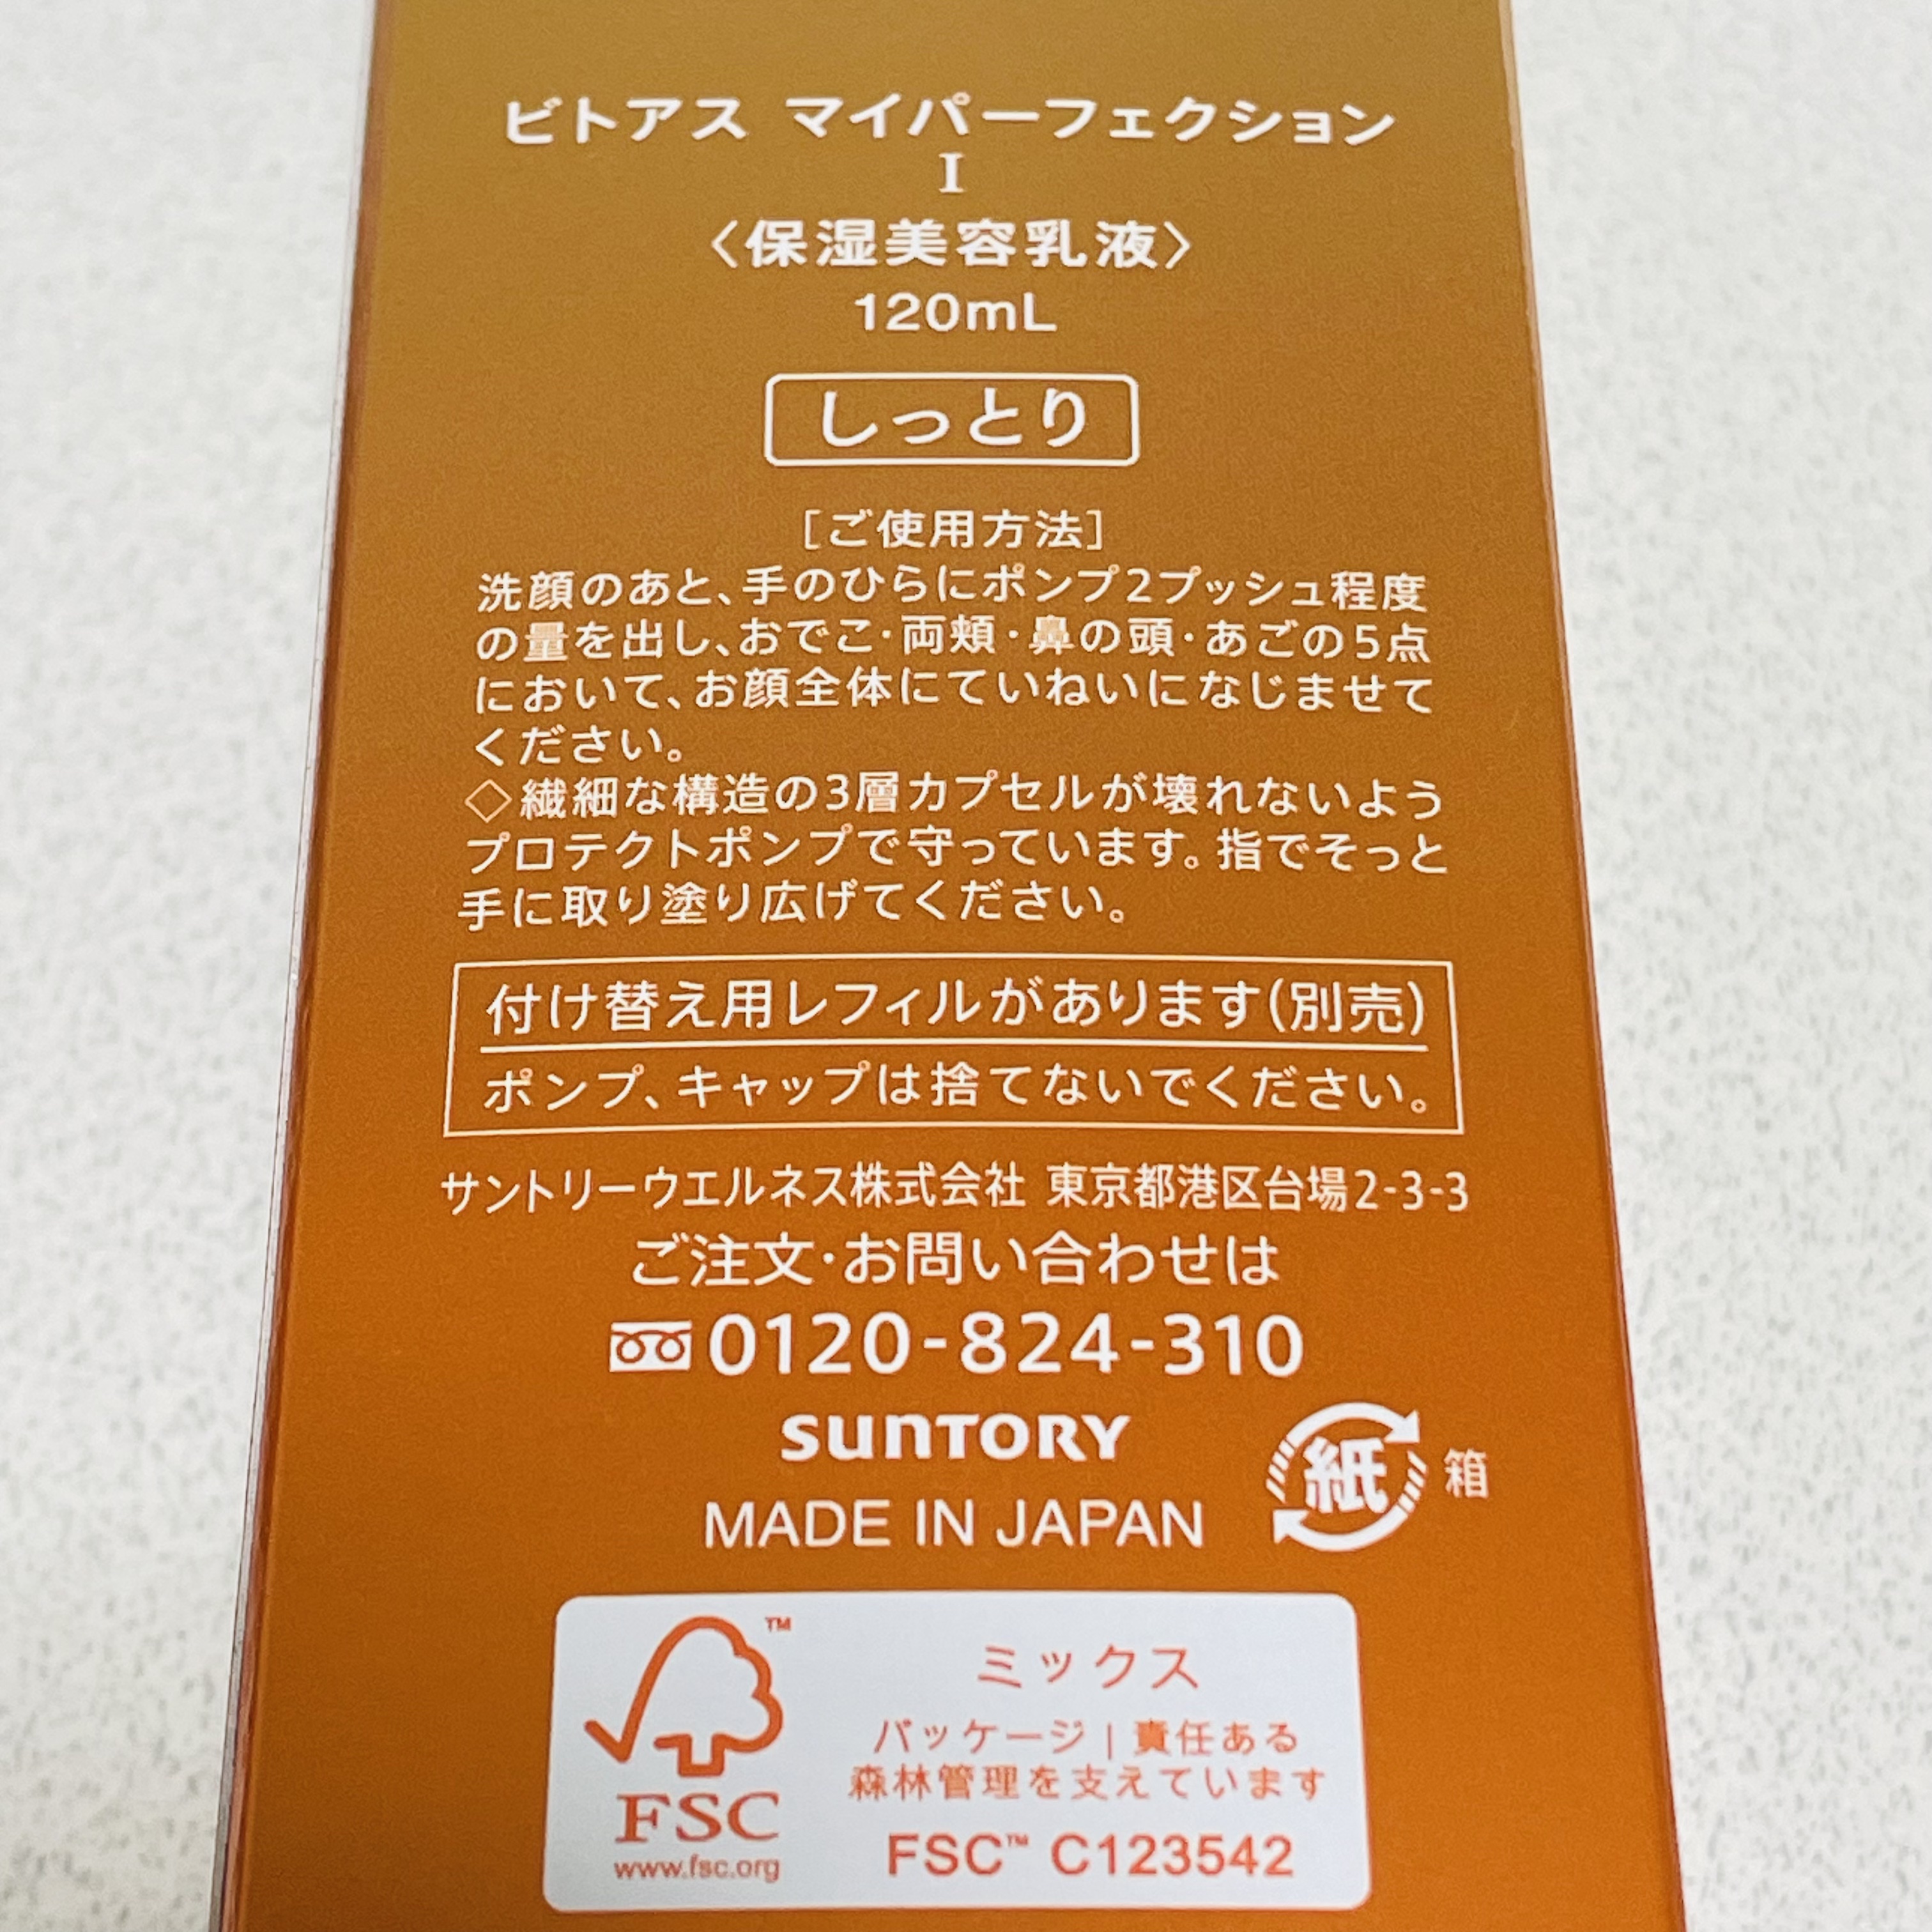 ビトアス マイパーフェクション
I
〈保湿美容乳液〉
120mL
しっとり
[ご使用方法]
洗顔のあと、手のひらにポンプ2プッシュ程度
の量を出し、おでこ・両頬・鼻の頭・あごの5点
において、お顔全体にていねいになじませて
ください。
◇繊細な構造の3層カプセルが壊れないよう
プロテクトポンプで守っています。指でそっと
手に取り塗り広げてください。
付け替え用レフィルがあります(別売)
ポンプ、キャップは捨てないでください。
サントリーウエルネス株式会社 東京都港区台場2-3-3
ご注文・お問い合わせは
0120-824-310
SUNTORY
紙 箱
MADE IN JAPAN
™
ミックス
パッケージ | 責任ある
森林管理を支えています
FSC
www.fsc.org
FSC™ C123542